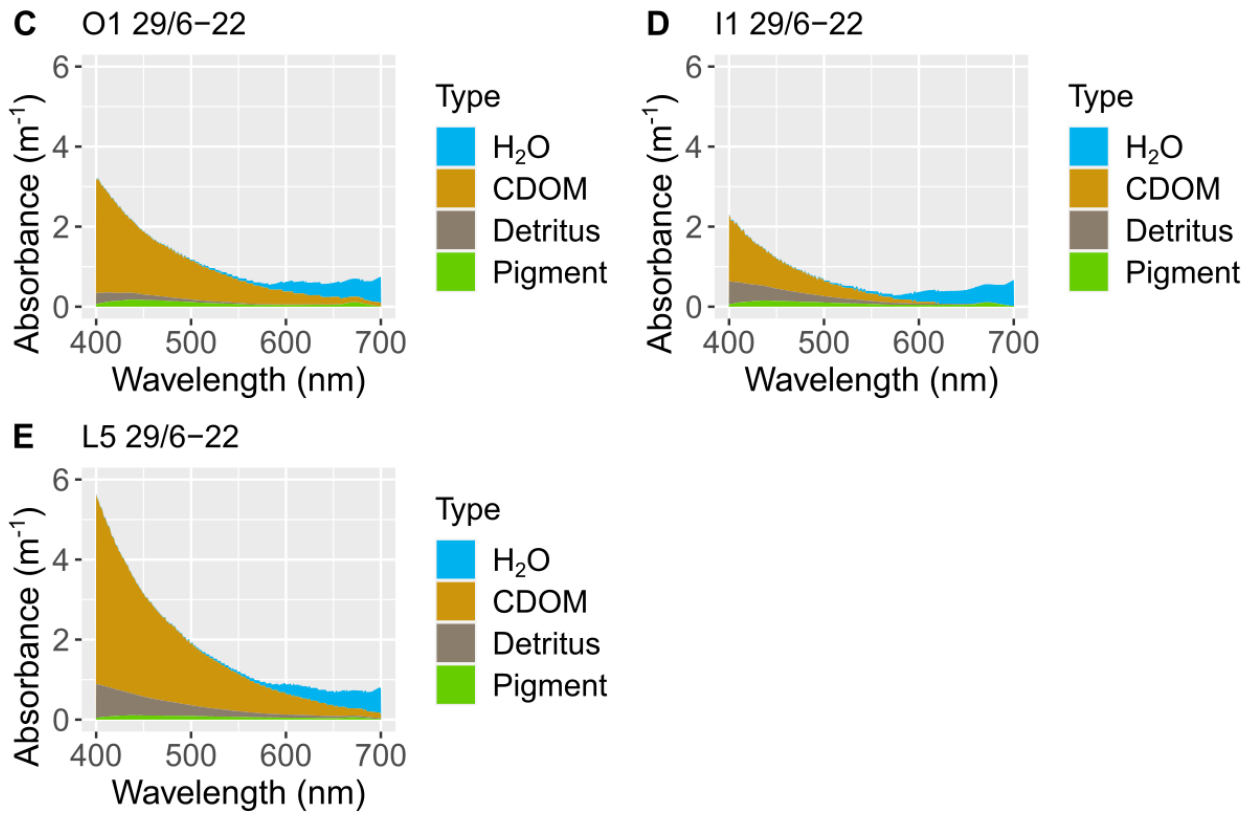 C O1 29/6−22
Absorbance (m⁻¹)
6
4
2
0
400 500 600 700
Wavelength (nm)
Type
H₂O
CDOM
Detritus
Pigment
D I1 29/6−22
Absorbance (m⁻¹)
6
4
2
0
400 500 600 700
Wavelength (nm)
Type
H₂O
CDOM
Detritus
Pigment
E L5 29/6−22
Absorbance (m⁻¹)
6
4
2
0
400 500 600 700
Wavelength (nm)
Type
H₂O
CDOM
Detritus
Pigment